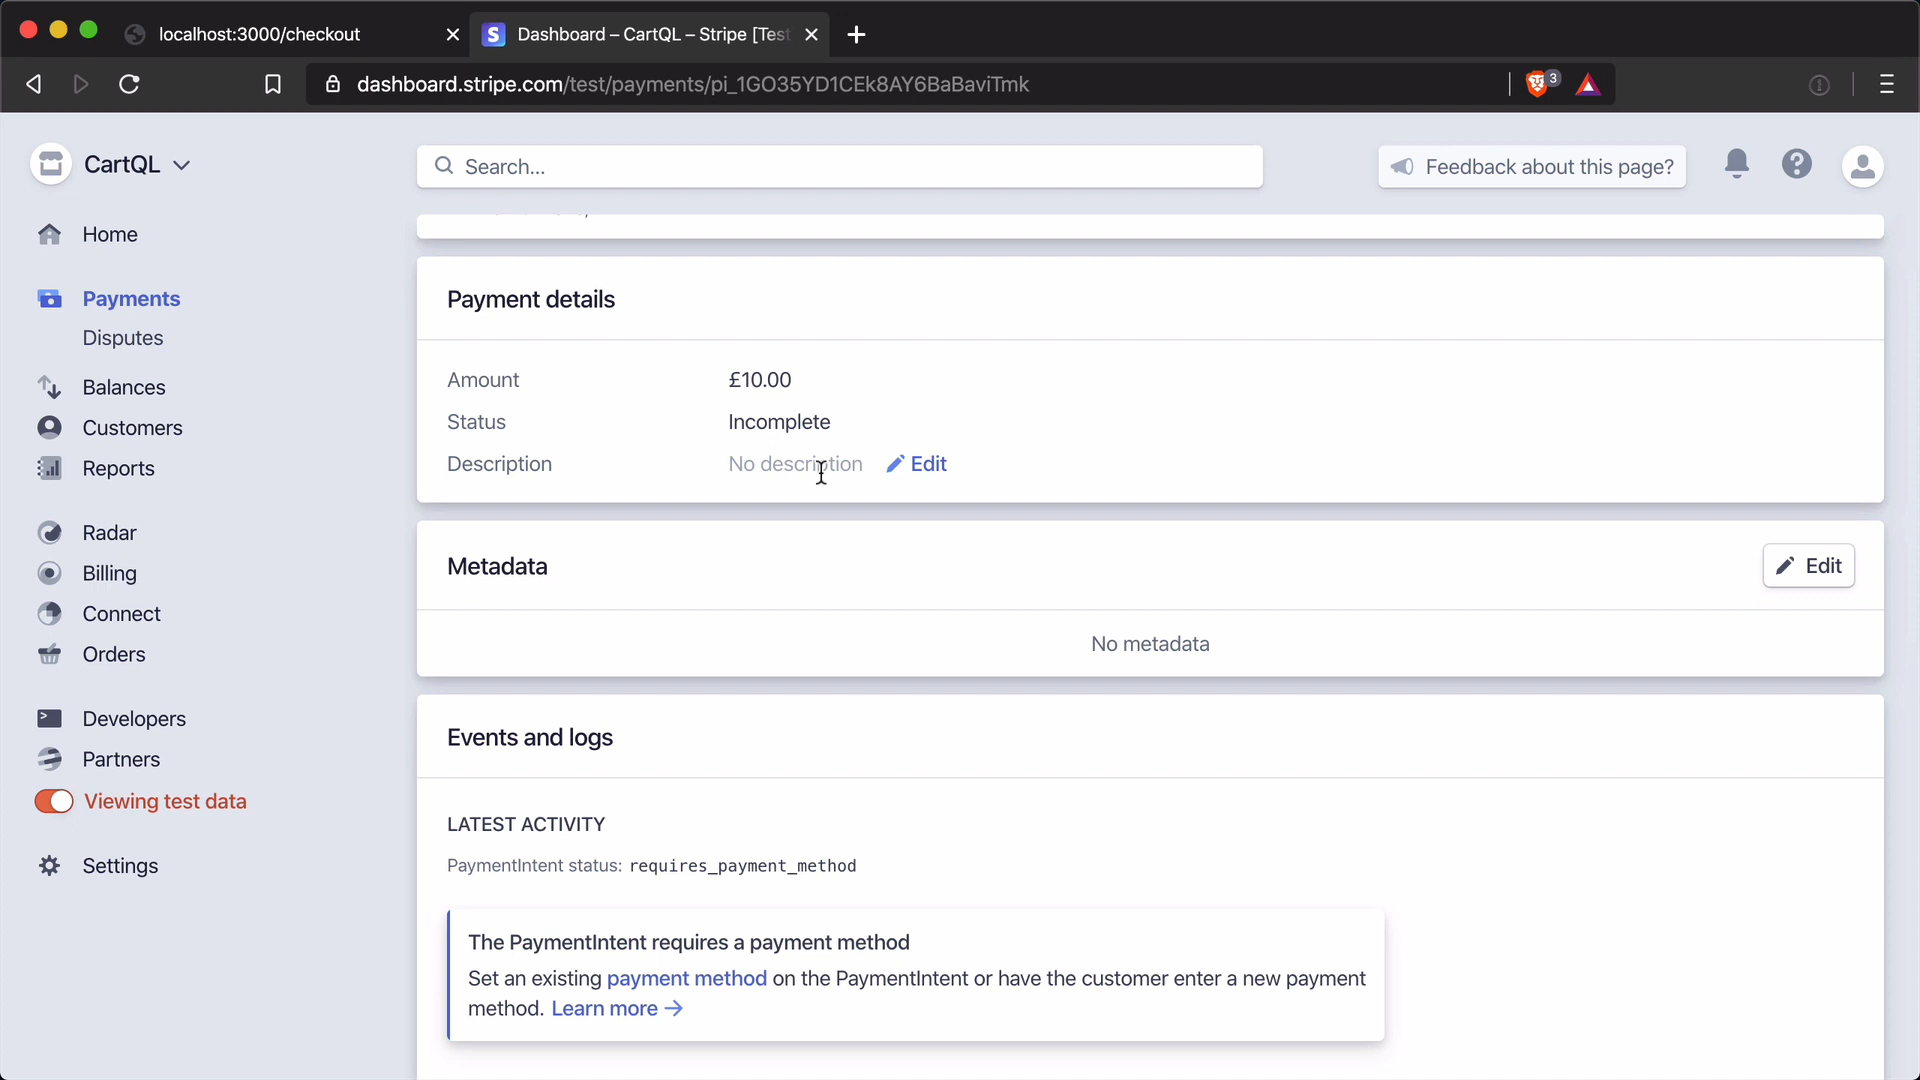 localhost:3000/checkout
Dashboard – CartQL – Stripe [Test
dashboard.stripe.com/test/payments/pi_1GO35YD1CEk8AY6BaBaviTmk
3
CartQL
Search...
Feedback about this page?
Home
Payments
Disputes
Balances
Customers
Reports
Radar
Billing
Connect
Orders
Developers
Partners
Viewing test data
Settings
Payment details
Amount £10.00
Status Incomplete
Description No description Edit
Metadata
Edit
No metadata
Events and logs
LATEST ACTIVITY
PaymentIntent status: requires_payment_method
The PaymentIntent requires a payment method
Set an existing payment method on the PaymentIntent or have the customer enter a new payment
method. Learn more →